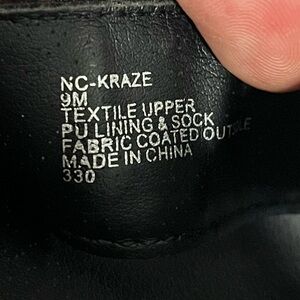 NC-KRAZE
9M
TEXTILE UPPER
PU LINING & SOCK
FABRIC COATED OUTSOLE
MADE IN CHINA
330